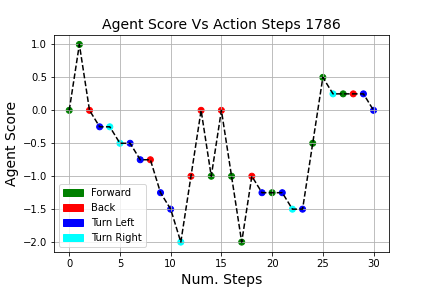 Agent Score Vs Action Steps 1786
Agent Score
1.0
0.5
0.0
−0.5
−1.0
−1.5
−2.0
Forward
Back
Turn Left
Turn Right
0 5 10 15 20 25 30
Num. Steps